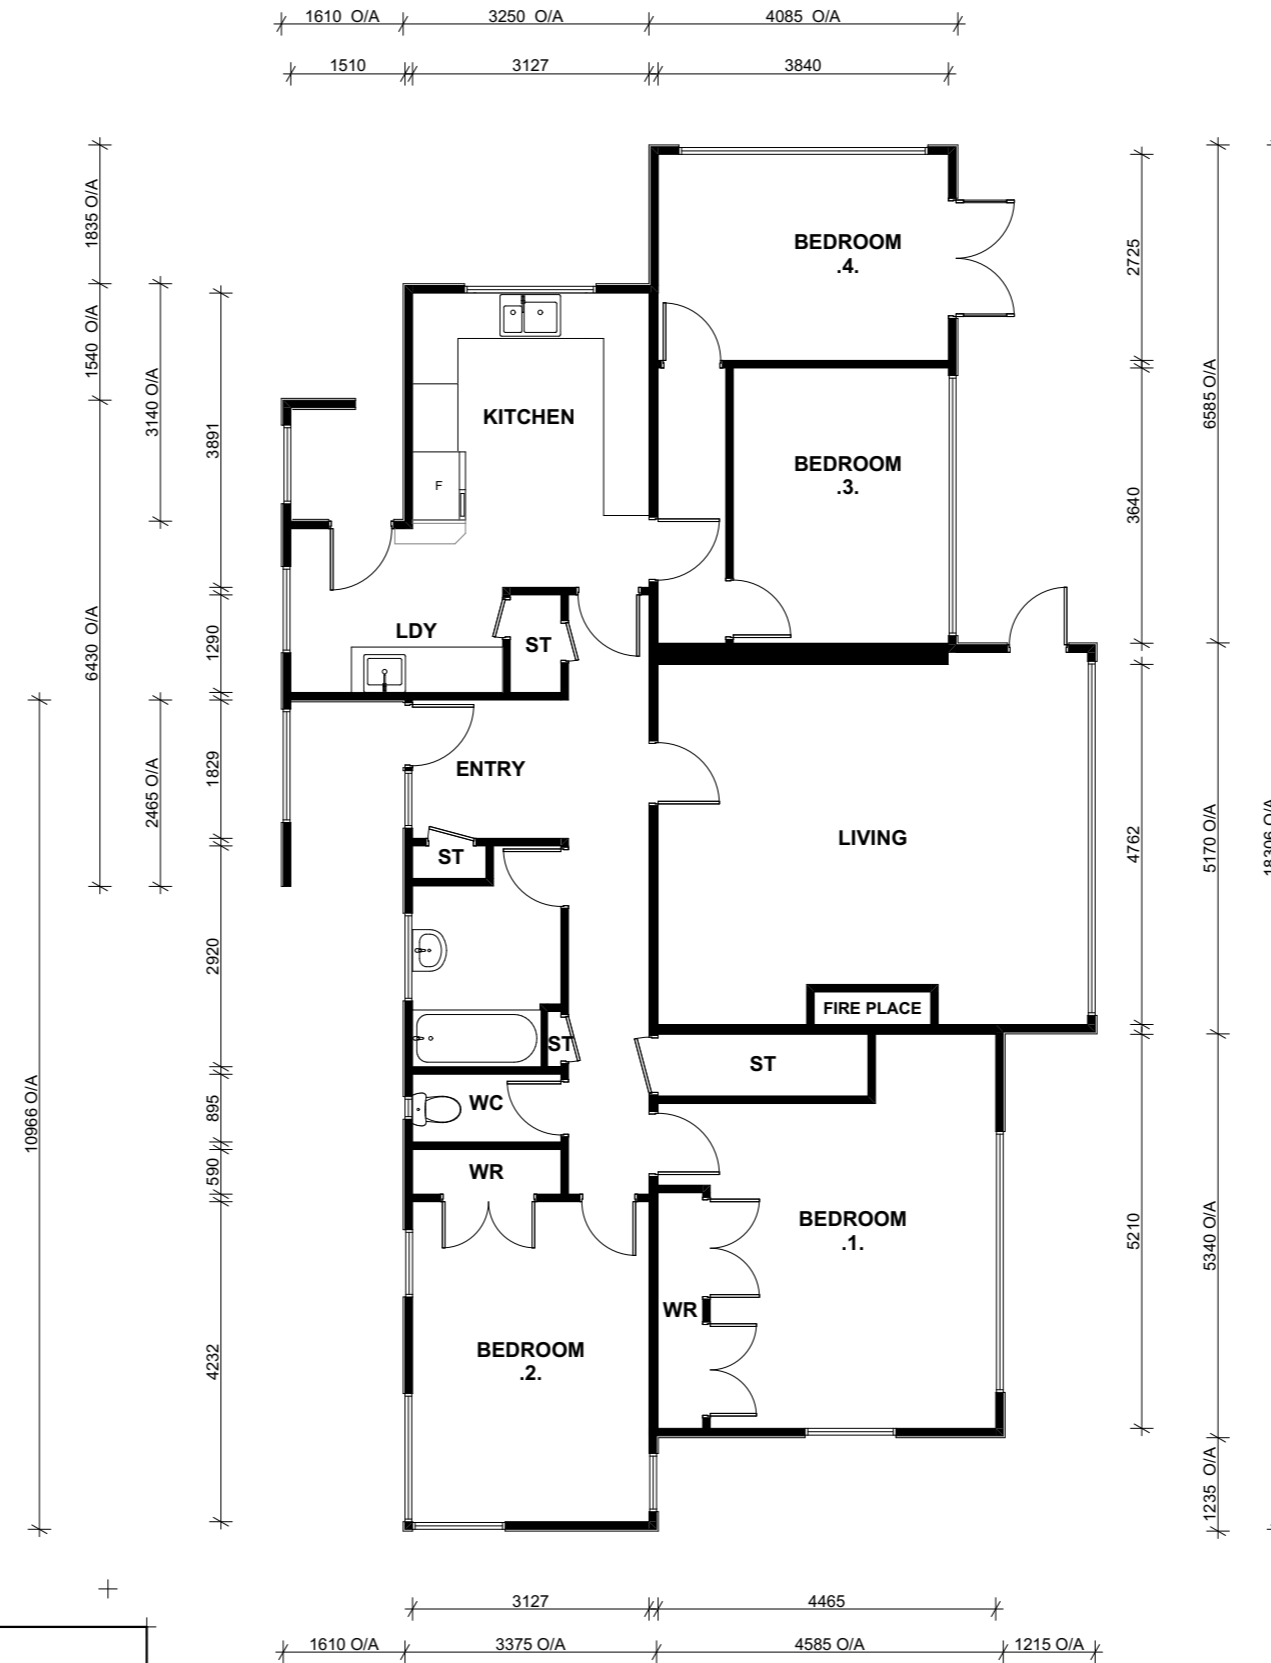 1610 O/A
3250 O/A
4085 O/A
1510
3127
3840
1835 O/A
1540 O/A
3140 O/A
3891
6430 O/A
1290
10966 O/A
2465 O/A
1829
2920
895
590
4232
BEDROOM
.4.
KITCHEN
F
BEDROOM
.3.
LDY
ST
ENTRY
LIVING
ST
FIRE PLACE
ST
ST
WC
WR
BEDROOM
.1.
WR
BEDROOM
.2.
2725
6585 O/A
3640
4762
5170 O/A
18306 O/A
5210
5340 O/A
1235 O/A
3127
4465
1610 O/A
3375 O/A
4585 O/A
1215 O/A